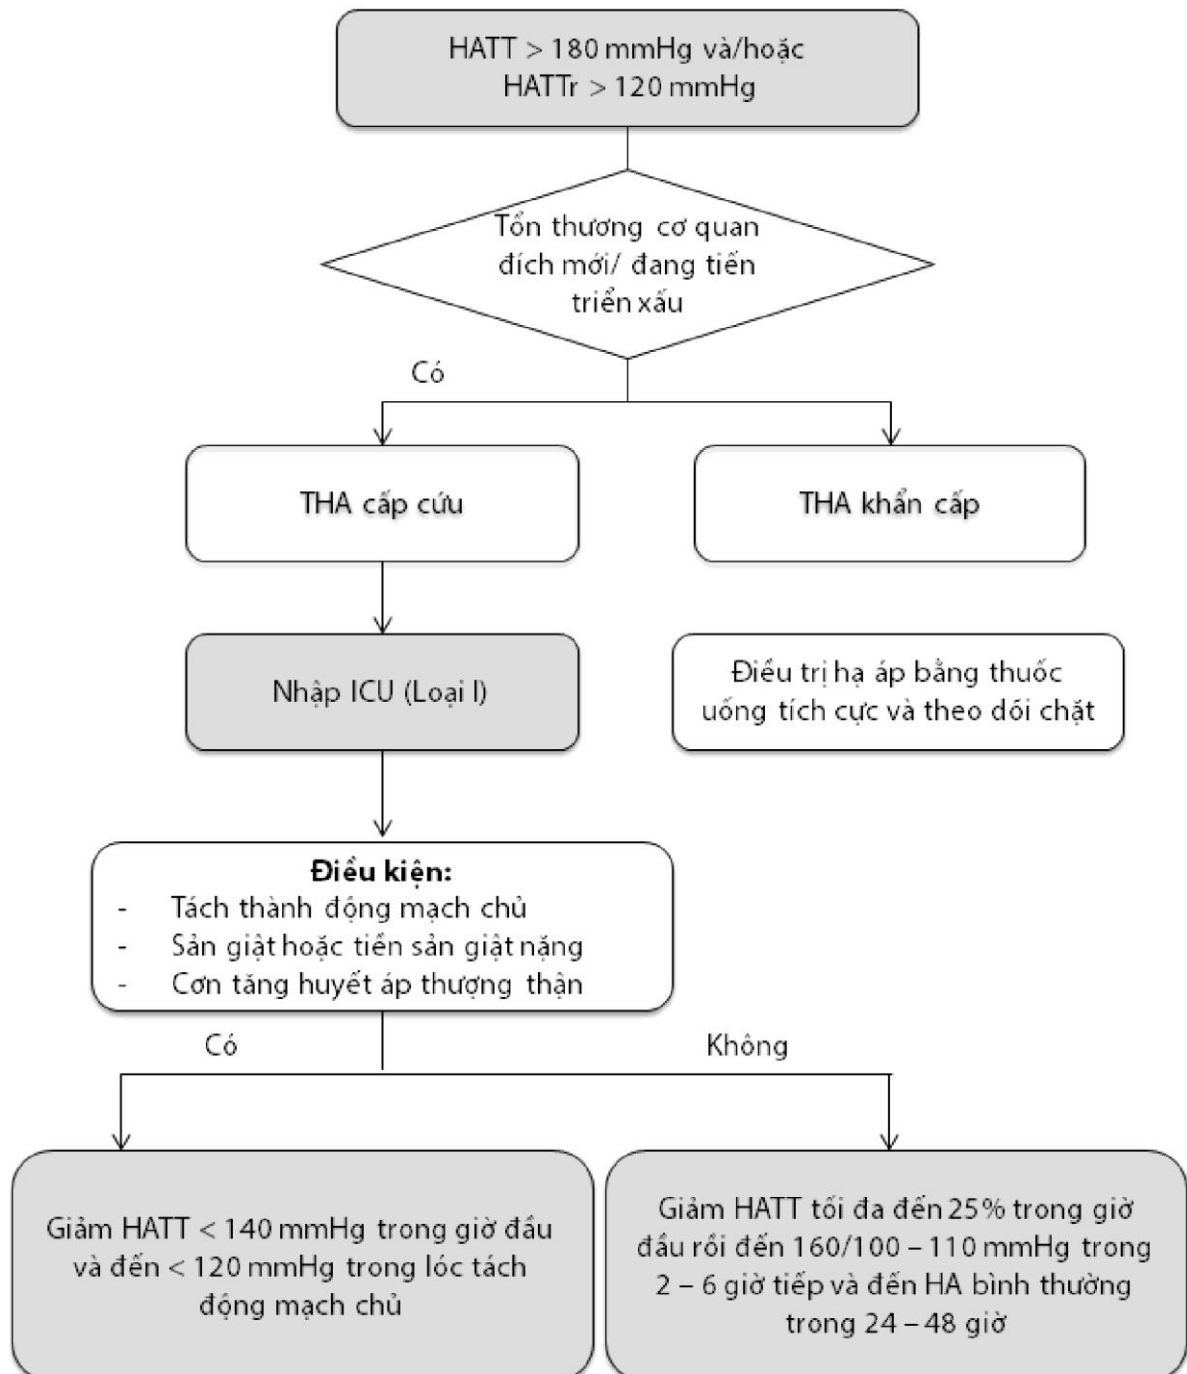 HATT > 180 mmHg và/hoặc
HATTr > 120 mmHg
Tổn thương cơ quan
đích mới/ đang tiến
triển xấu
Có
THA cấp cứu
THA khẩn cấp
Nhập ICU (Loại I)
Điều trị hạ áp bằng thuốc
uống tích cực và theo dõi chặt
Điều kiện:
- Tách thành động mạch chủ
- Sản giật hoặc tiền sản giật nặng
- Cơn tăng huyết áp thượng thận
Có
Không
Giảm HATT < 140 mmHg trong giờ đầu
và đến < 120 mmHg trong lóc tách
động mạch chủ
Giảm HATT tối đa đến 25% trong giờ
đầu rồi đến 160/100 – 110 mmHg trong
2 – 6 giờ tiếp và đến HA bình thường
trong 24 – 48 giờ